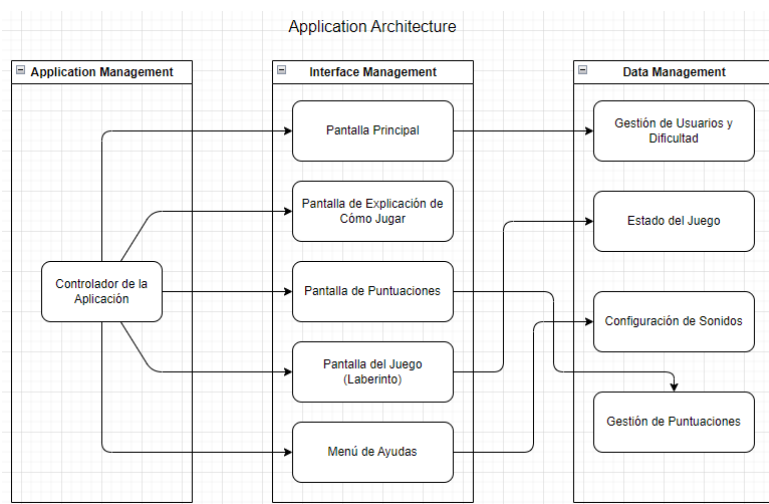 Application Architecture
Application Management
Interface Management
Data Management
Pantalla Principal
Gestión de Usuarios y
Dificultad
Pantalla de Explicación de
Cómo Jugar
Estado del Juego
Controlador de la
Aplicación
Pantalla de Puntuaciones
Configuración de Sonidos
Pantalla del Juego
(Laberinto)
Gestión de Puntuaciones
Menú de Ayudas